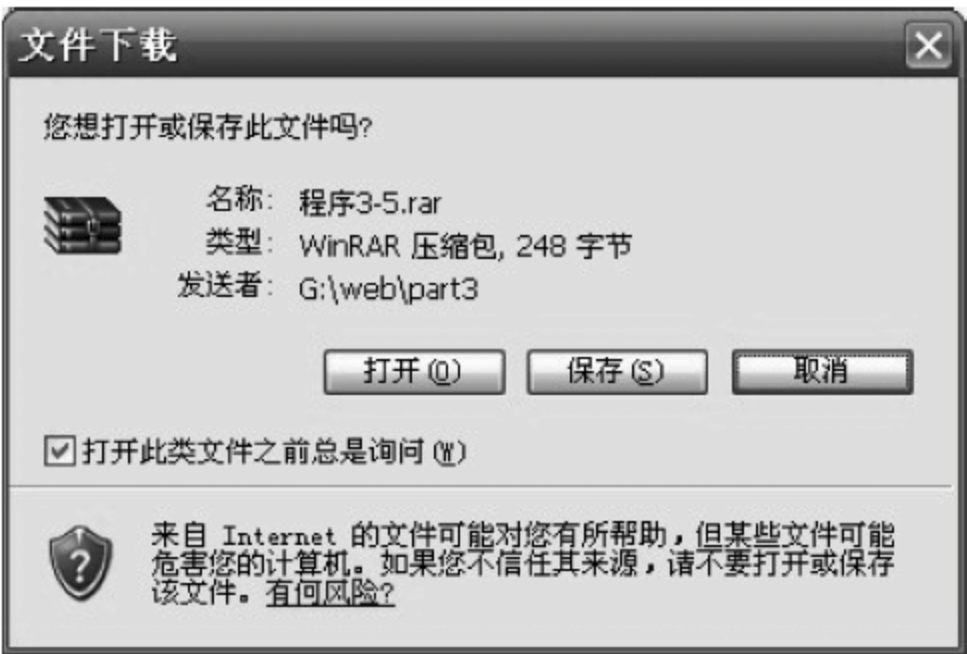 文件下载
您想打开或保存此文件吗?
名称: 程序3-5.rar
类型: WinRAR 压缩包, 248 字节
发送者: G:\web\part3
打开(O) 保存(S) 取消
打开此类文件之前总是询问(W)
来自 Internet 的文件可能对您有所帮助，但某些文件可能
危害您的计算机。如果您不信任其来源，请不要打开或保存
该文件。有何风险?